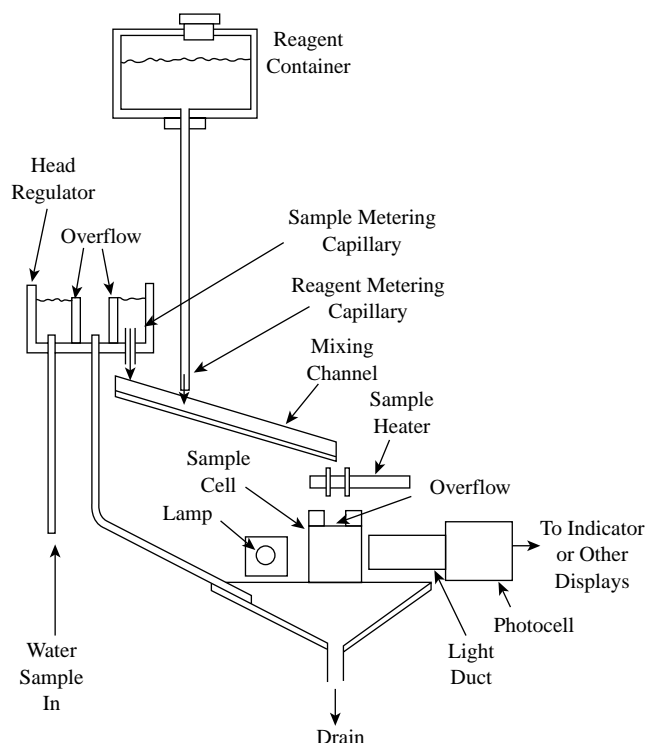 Reagent
Container
Head
Regulator
Overflow
Sample Metering
Capillary
Reagent Metering
Capillary
Mixing
Channel
Sample
Heater
Sample
Cell
Overflow
Lamp
To Indicator
or Other
Displays
Photocell
Light
Duct
Water
Sample
In
Drain